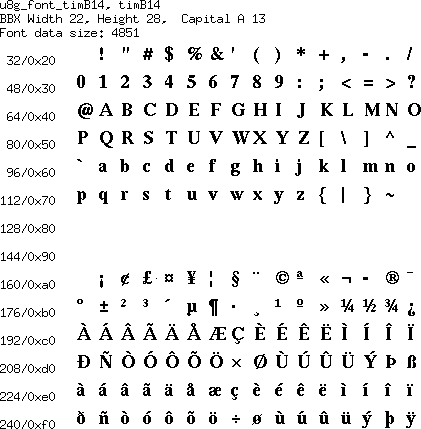 u8g_font_timB14, timB14
BBX Width 22, Height 28, Capital A 13
Font data size: 4851
32/0x20 ! " # $ % & ' ( ) * + , - . /
48/0x30 0 1 2 3 4 5 6 7 8 9 : ; < = > ?
64/0x40 @ A B C D E F G H I J K L M N O
80/0x50 P Q R S T U V W X Y Z [ \ ] ^ _
96/0x60 ` a b c d e f g h i j k l m n o
112/0x70 p q r s t u v w x y z { | } ~
128/0x80
144/0x90
160/0xa0 ¡ ¢ £ ¤ ¥ ¦ § ¨ © ª « ¬ - ® ¯
176/0xb0 ° ± ² ³ ´ µ ¶ · ¸ ¹ º » ¼ ½ ¾ ¿
192/0xc0 À Á Â Ã Ä Å Æ Ç È É Ê Ë Ì Í Î Ï
208/0xd0 Ð Ñ Ò Ó Ô Õ Ö × Ø Ù Ú Û Ü Ý Þ ß
224/0xe0 à á â ã ä å æ ç è é ê ë ì í î ï
240/0xf0 ð ñ ò ó ô õ ö ÷ ø ù ú û ü ý þ ÿ